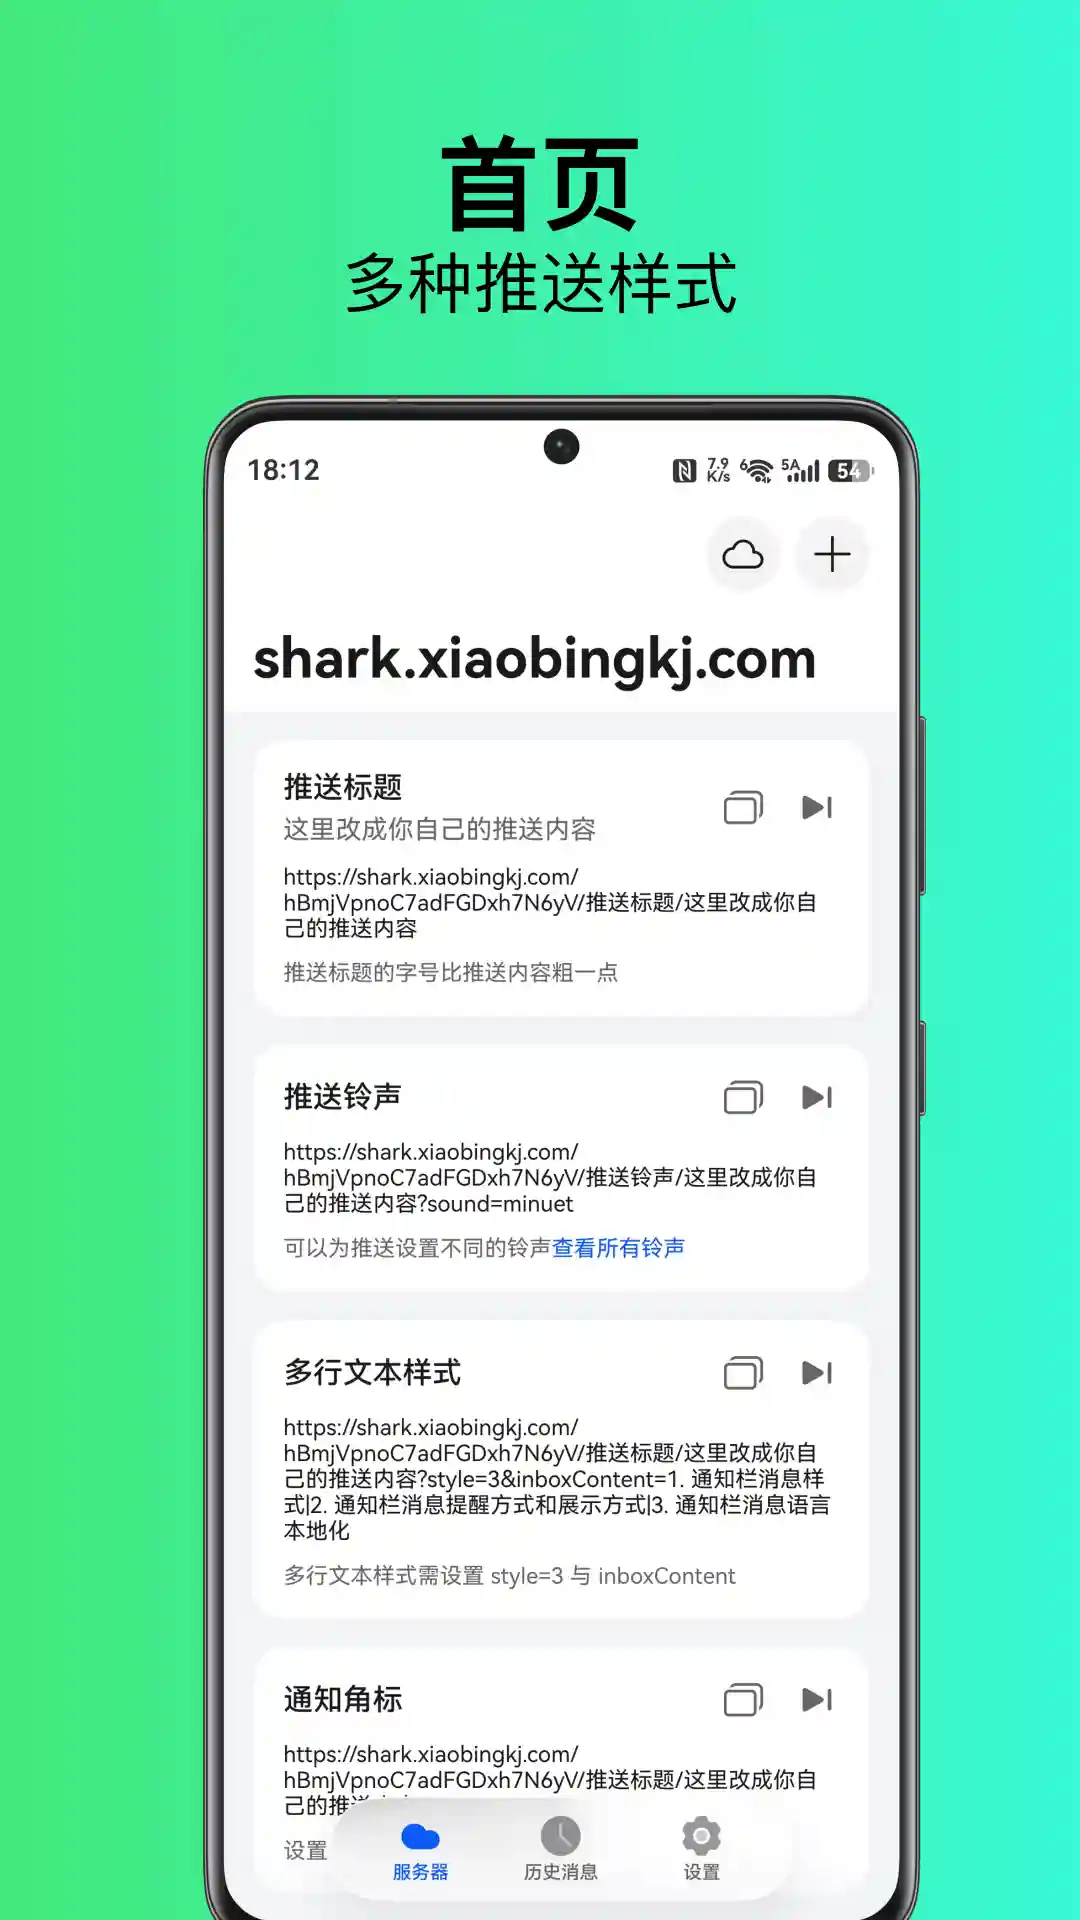 首页
多种推送样式
18:12
7.9
K/s
6
5A
54
shark.xiaobingkj.com
推送标题
这里改成你自己的推送内容
https://shark.xiaobingkj.com/
hBmjVpnoC7adFGDxh7N6yV/推送标题/这里改成你自
己的推送内容
推送标题的字号比推送内容粗一点
推送铃声
https://shark.xiaobingkj.com/
hBmjVpnoC7adFGDxh7N6yV/推送铃声/这里改成你自
己的推送内容?sound=minuet
可以为推送设置不同的铃声查看所有铃声
多行文本样式
https://shark.xiaobingkj.com/
hBmjVpnoC7adFGDxh7N6yV/推送标题/这里改成你自
己的推送内容?style=3&inboxContent=1. 通知栏消息样
式|2. 通知栏消息提醒方式和展示方式|3. 通知栏消息语言
本地化
多行文本样式需设置 style=3 与 inboxContent
通知角标
https://shark.xiaobingkj.com/
hBmjVpnoC7adFGDxh7N6yV/推送标题/这里改成你自
己的推
设置
服务器
历史消息
设置